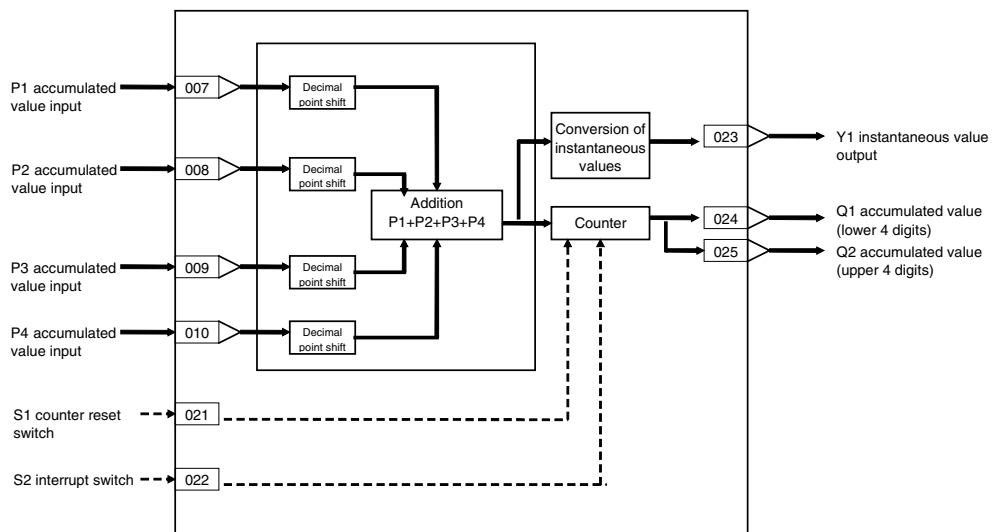 P1 accumulated
value input
007
Decimal
point shift
P2 accumulated
value input
008
Decimal
point shift
P3 accumulated
value input
009
Decimal
point shift
P4 accumulated
value input
010
Decimal
point shift
Addition
P1+P2+P3+P4
Conversion of
instantaneous
values
Counter
023
Y1 instantaneous value
output
024
Q1 accumulated value
(lower 4 digits)
025
Q2 accumulated value
(upper 4 digits)
S1 counter reset
switch
021
S2 interrupt switch
022